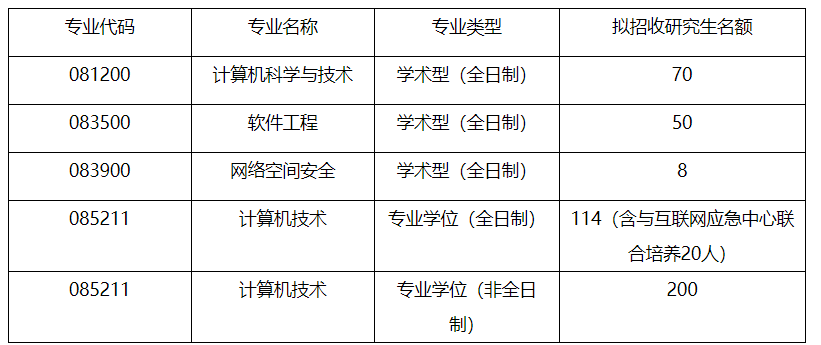 专业代码 专业名称 专业类型 拟招收研究生名额
081200 计算机科学与技术 学术型（全日制） 70
083500 软件工程 学术型（全日制） 50
083900 网络空间安全 学术型（全日制） 8
085211 计算机技术 专业学位（全日制） 114（含与互联网应急中心联
合培养20人）
085211 计算机技术 专业学位（非全日 200
制）